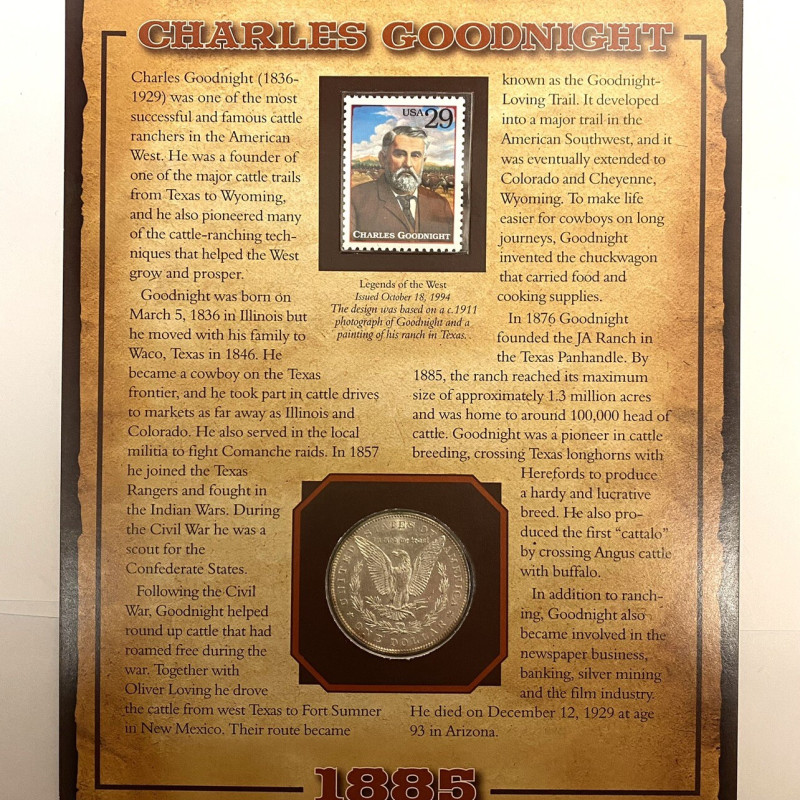 CHARLES GOODNIGHT
Charles Goodnight (1836-
1929) was one of the most
successful and famous cattle
ranchers in the American
West. He was a founder of
one of the major cattle trails
from Texas to Wyoming,
and he also pioneered many
of the cattle-ranching tech-
niques that helped the West
grow and prosper.
Goodnight was born on
March 5, 1836 in Illinois but
he moved with his family to
Waco, Texas in 1846. He
became a cowboy on the Texas
frontier, and he took part in cattle drives
to markets as far away as Illinois and
Colorado. He also served in the local
militia to fight Comanche raids. In 1857
he joined the Texas
Rangers and fought in
the Indian Wars. During
the Civil War he was a
scout for the
Confederate States.
Following the Civil
War, Goodnight helped
round up cattle that had
roamed free during the
war. Together with
Oliver Loving he drove
the cattle from west Texas to Fort Sumner
in New Mexico. Their route became
USA 29
CHARLES GOODNIGHT
Legends of the West
Issued October 18, 1994
The design was based on a c.1911
photograph of Goodnight and a
painting of his ranch in Texas.
known as the Goodnight-
Loving Trail. It developed
into a major trail in the
American Southwest, and it
was eventually extended to
Colorado and Cheyenne,
Wyoming. To make life
easier for cowboys on long
journeys, Goodnight
invented the chuckwagon
that carried food and
cooking supplies.
In 1876 Goodnight
founded the JA Ranch in
the Texas Panhandle. By
1885, the ranch reached its maximum
size of approximately 1.3 million acres
and was home to around 100,000 head of
cattle. Goodnight was a pioneer in cattle
breeding, crossing Texas longhorns with
Herefords to produce
a hardy and lucrative
breed. He also pro-
duced the first “cattalo”
by crossing Angus cattle
with buffalo.
In addition to ranch-
ing, Goodnight also
became involved in the
newspaper business,
banking, silver mining
and the film industry.
He died on December 12, 1929 at age
93 in Arizona.
UNITED STATES OF AMERICA
In God we trust
ONE DOLLAR
1885